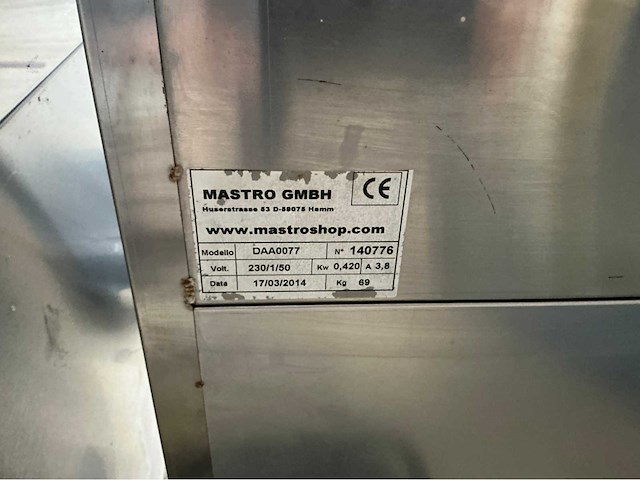 MASTRO GMBH CE
Huserstrasse 53 D-59075 Hamm
www.mastroshop.com
Modello DAA0077 N° 140776
Volt. 230/1/50 Kw 0,420 A 3,8
Data 17/03/2014 Kg 69